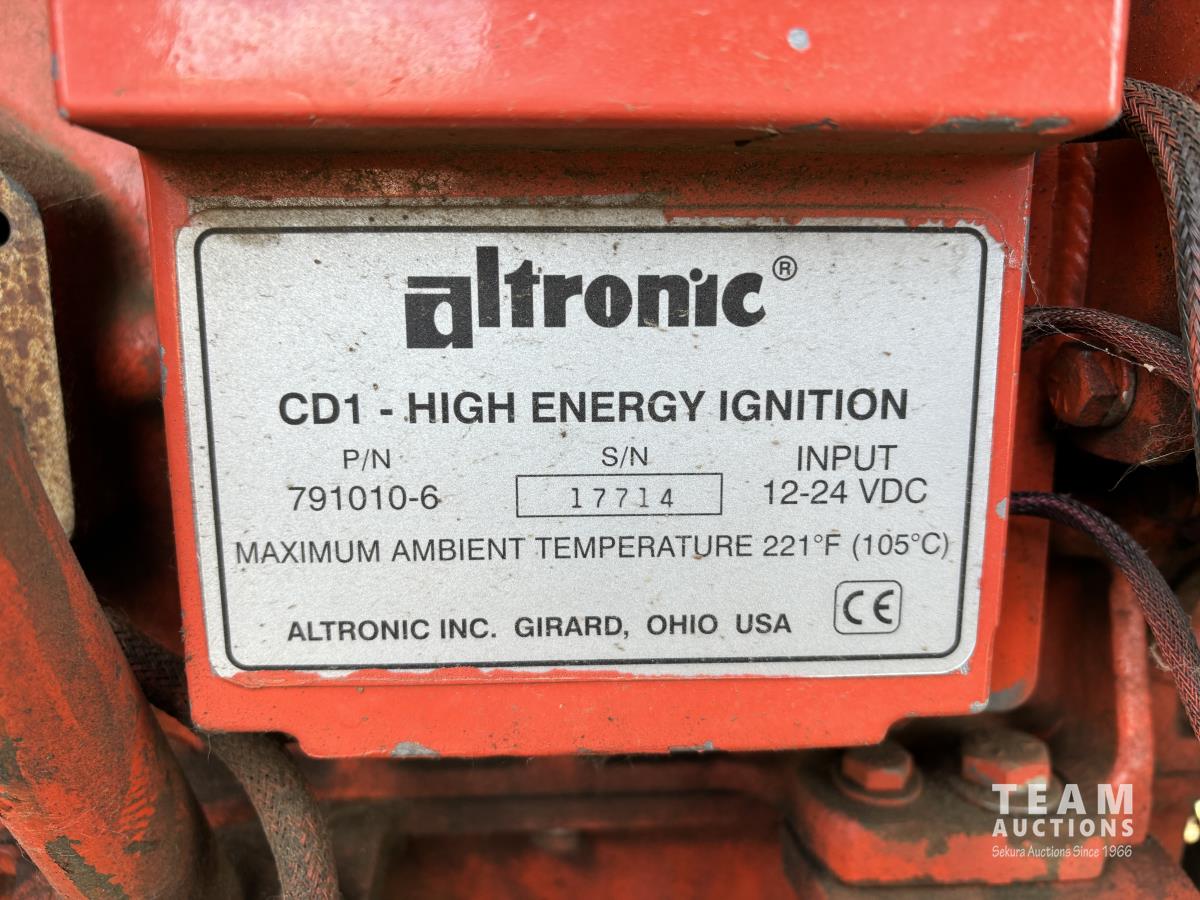 altronic®
CD1 - HIGH ENERGY IGNITION
P/N S/N INPUT
791010-6 17714 12-24 VDC
MAXIMUM AMBIENT TEMPERATURE 221°F (105°C)
ALTRONIC INC. GIRARD, OHIO USA CE
TEAM
AUCTIONS
Sekura Auctions Since 1966